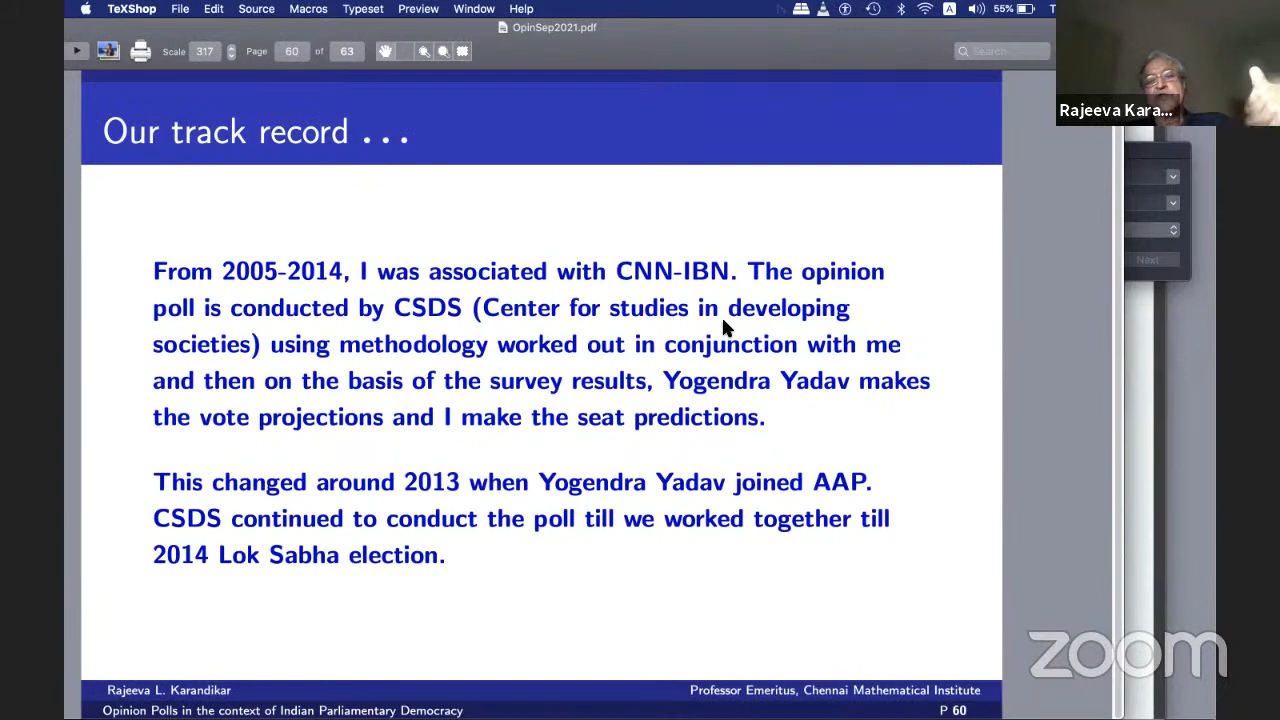 TeXShop File Edit Source Macros Typeset Preview Window Help 55%
OpinSep2021.pdf
Scale 317 Page 60 of 63 Search
Rajeeva Kara...
Our track record ...
From 2005-2014, I was associated with CNN-IBN. The opinion
poll is conducted by CSDS (Center for studies in developing
societies) using methodology worked out in conjunction with me
and then on the basis of the survey results, Yogendra Yadav makes
the vote projections and I make the seat predictions.
This changed around 2013 when Yogendra Yadav joined AAP.
CSDS continued to conduct the poll till we worked together till
2014 Lok Sabha election.
Next
zoom
Rajeeva L. Karandikar Professor Emeritus, Chennai Mathematical Institute
Opinion Polls in the context of Indian Parliamentary Democracy P 60